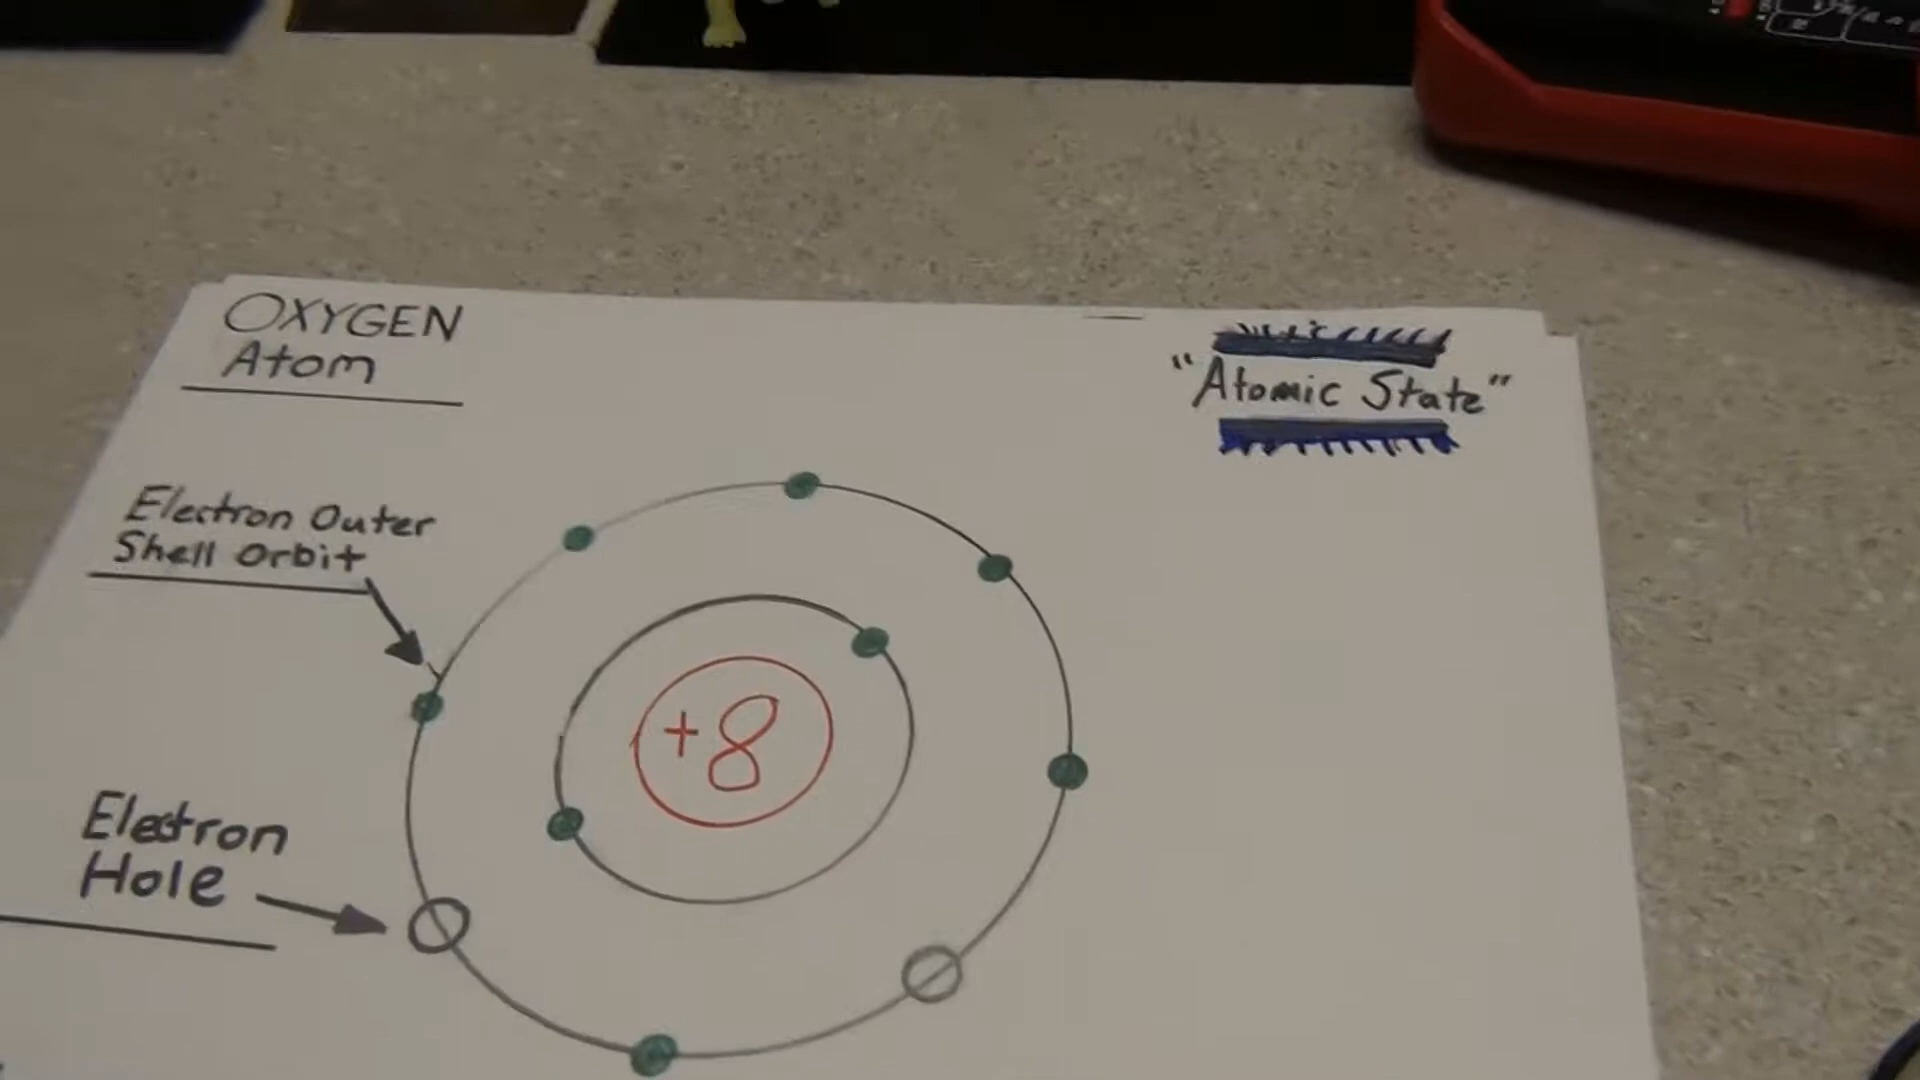 OXYGEN
Atom
"Atomic State"
Electron Outer
Shell Orbit
+8
Electron
Hole